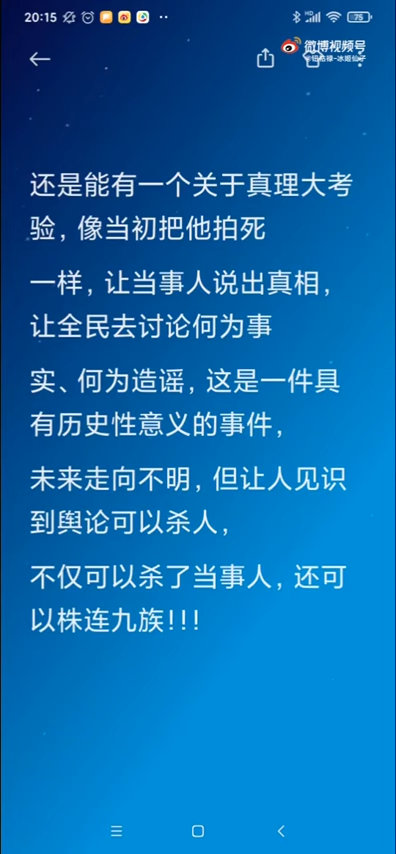 20:15
HD
75
微博视频号
还是能有一个关于真理大考
验，像当初把他拍死
一样，让当事人说出真相，
让全民去讨论何为事
实、何为造谣，这是一件具
有历史性意义的事件，
未来走向不明，但让人见识
到舆论可以杀人，
不仅可以杀了当事人，还可
以株连九族！！！